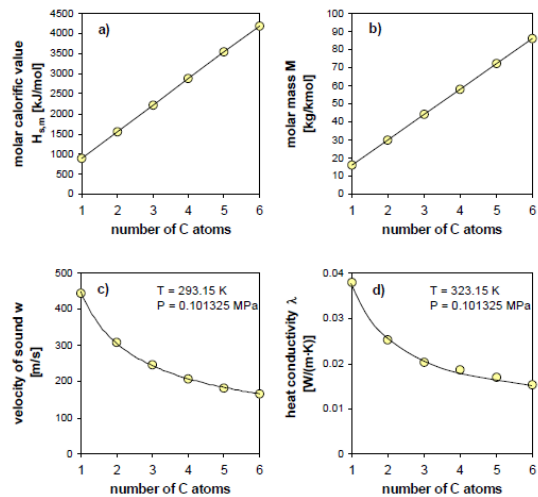 a)
molar calorific value
Hs,m [kJ/mol]
4500
4000
3500
3000
2500
2000
1500
1000
500
0
1 2 3 4 5 6
number of C atoms
b)
molar mass M
[kg/kmol]
100
90
80
70
60
50
40
30
20
10
0
1 2 3 4 5 6
number of C atoms
c)
T = 293.15 K
P = 0.101325 MPa
velocity of sound w
[m/s]
500
400
300
200
100
0
1 2 3 4 5 6
number of C atoms
d)
T = 323.15 K
P = 0.101325 MPa
heat conductivity λ
[W/(m·K)]
0.04
0.03
0.02
0.01
0
1 2 3 4 5 6
number of C atoms